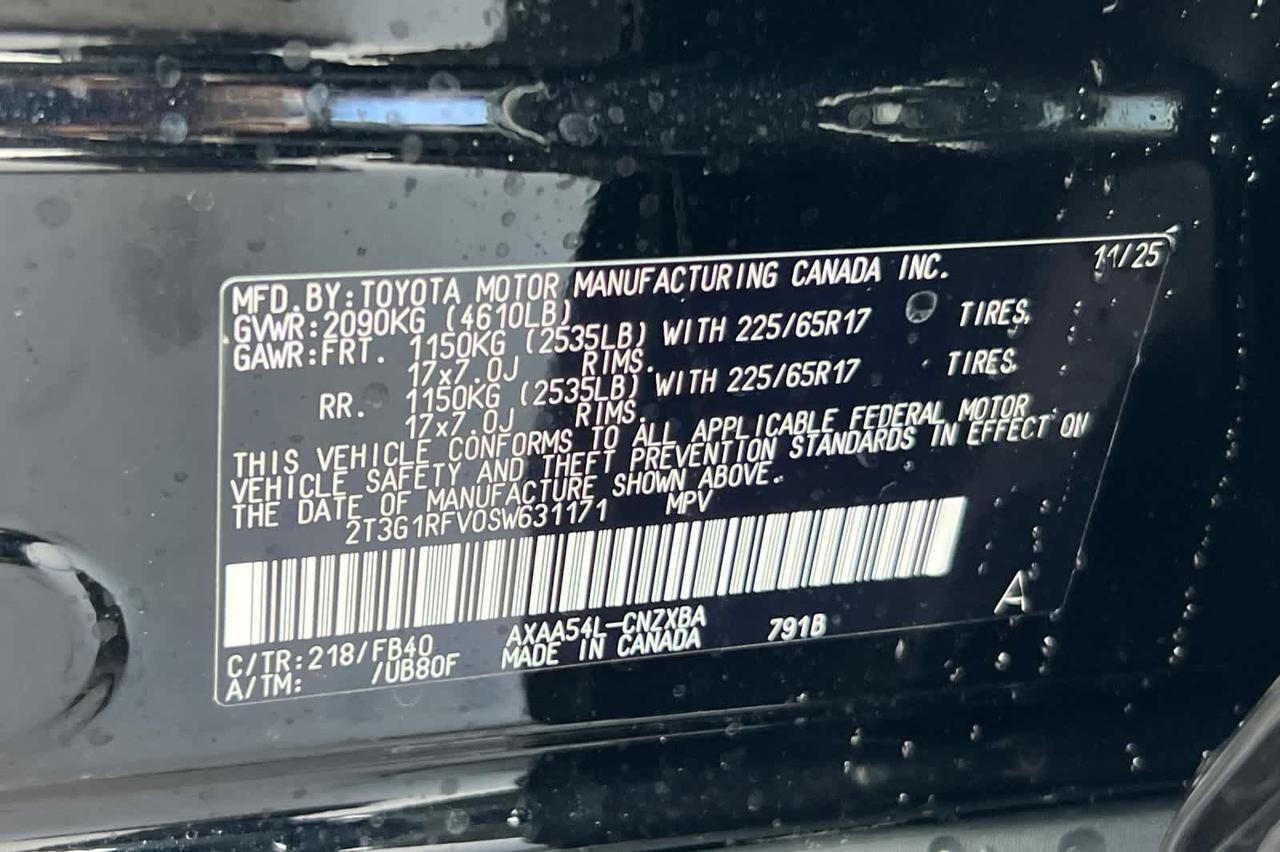 11/25
MFD.BY:TOYOTA MOTOR MANUFACTURING CANADA INC.
GVWR:2090KG (4610LB)
GAWR:FRT. 1150KG (2535LB) WITH 225/65R17 TIRES,
17x7.0J RIMS.
RR. 1150KG (2535LB) WITH 225/65R17 TIRES,
17x7.0J RIMS.
THIS VEHICLE CONFORMS TO ALL APPLICABLE FEDERAL MOTOR
VEHICLE SAFETY AND THEFT PREVENTION STANDARDS IN EFFECT ON
THE DATE OF MANUFACTURE SHOWN ABOVE.
2T3G1RFV0SW631171 MPV
C/TR:218/FB40 AXAA54L-CNZXBA 791B
A/TM: /UB80F MADE IN CANADA
A